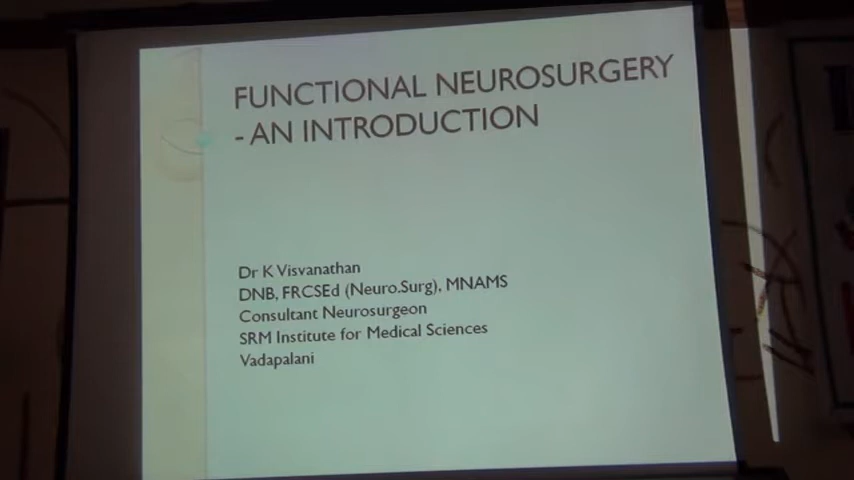 FUNCTIONAL NEUROSURGERY
- AN INTRODUCTION
Dr K Visvanathan
DNB, FRCSEd (Neuro.Surg), MNAMS
Consultant Neurosurgeon
SRM Institute for Medical Sciences
Vadapalani